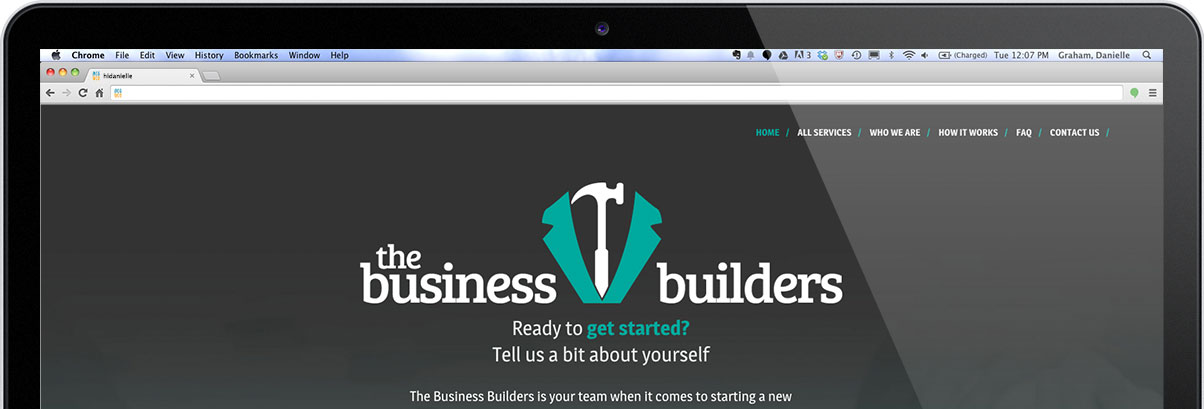 Chrome File Edit View History Bookmarks Window Help 3 (Charged) Tue 12:07 PM Graham, Danielle
hidanielle
HOME / ALL SERVICES / WHO WE ARE / HOW IT WORKS / FAQ / CONTACT US /
the
business builders
Ready to get started?
Tell us a bit about yourself
The Business Builders is your team when it comes to starting a new